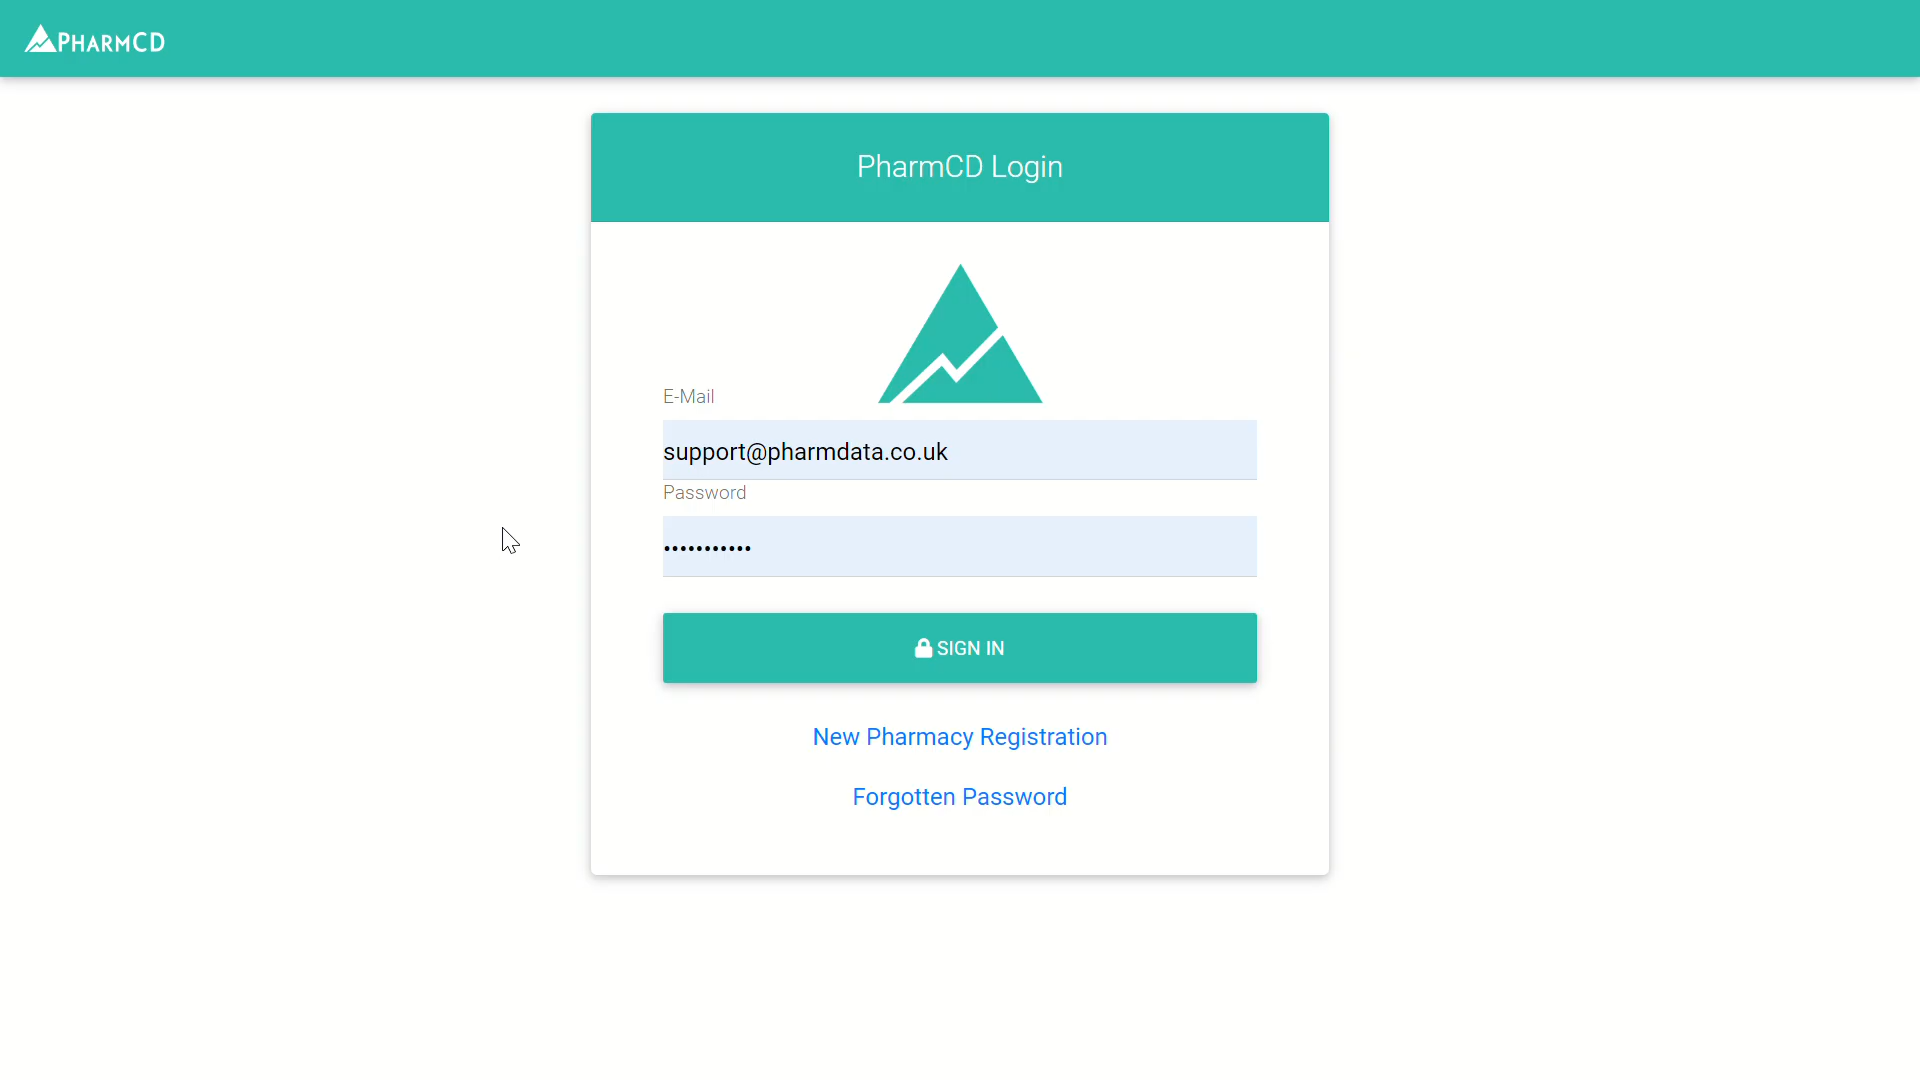 PHARMCD
PharmCD Login
E-Mail
support@pharmdata.co.uk
Password
•••••••••••
SIGN IN
New Pharmacy Registration
Forgotten Password